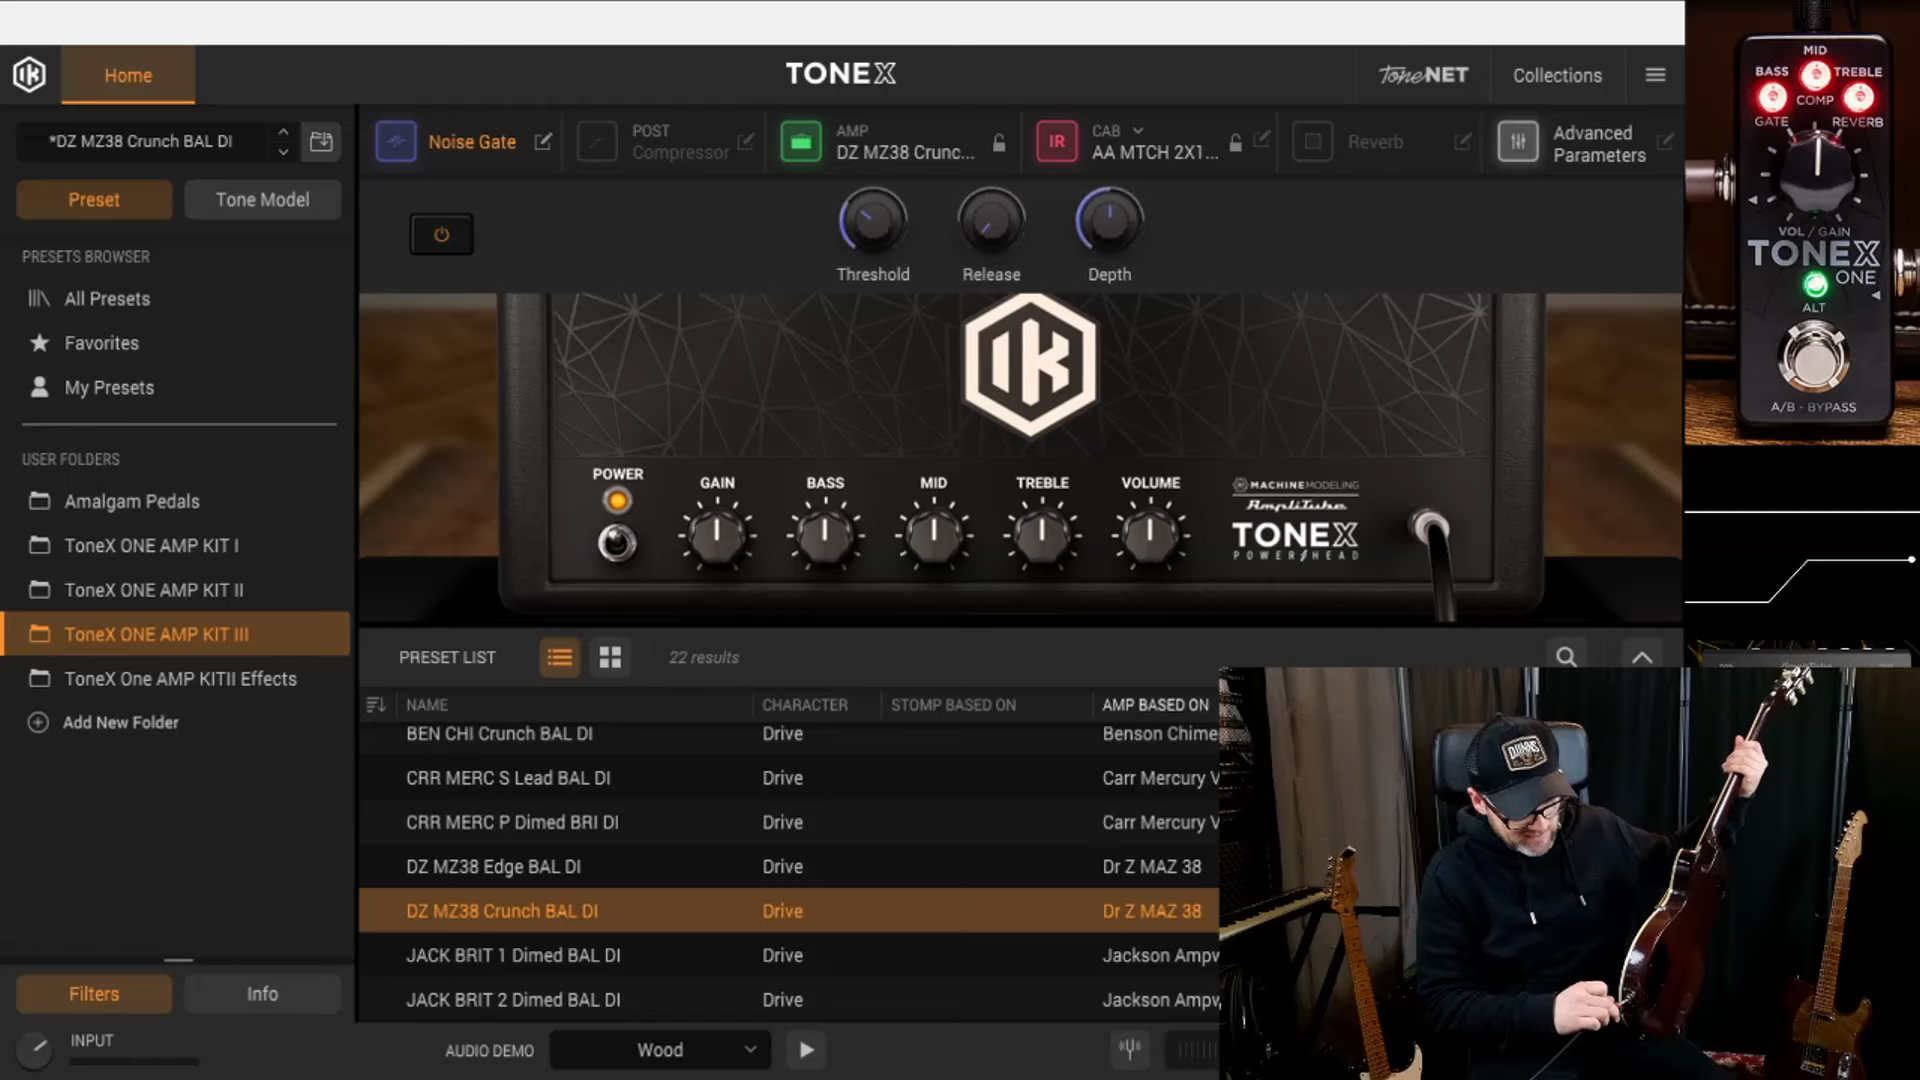 Home
TONEX
ToneNET
Collections
*DZ MZ38 Crunch BAL DI
Preset
Tone Model
PRESETS BROWSER
All Presets
Favorites
My Presets
USER FOLDERS
Amalgam Pedals
ToneX ONE AMP KIT I
ToneX ONE AMP KIT II
ToneX ONE AMP KIT III
ToneX One AMP KITII Effects
Add New Folder
Filters
Info
INPUT
Noise Gate
POST
Compressor
AMP
DZ MZ38 Crunc...
IR
CAB
AA MTCH 2X1...
Reverb
Advanced
Parameters
Threshold
Release
Depth
IK
POWER
GAIN
BASS
MID
TREBLE
VOLUME
MACHINE MODELING
AmpliTube
TONEX
POWERHEAD
PRESET LIST
22 results
NAME
CHARACTER
STOMP BASED ON
AMP BASED ON
BEN CHI Crunch BAL DI
Drive
Benson Chime
CRR MERC S Lead BAL DI
Drive
Carr Mercury V
CRR MERC P Dimed BRI DI
Drive
Carr Mercury V
DZ MZ38 Edge BAL DI
Drive
Dr Z MAZ 38
DZ MZ38 Crunch BAL DI
Drive
Dr Z MAZ 38
JACK BRIT 1 Dimed BAL DI
Drive
Jackson Ampw
JACK BRIT 2 Dimed BAL DI
Drive
Jackson Ampw
AUDIO DEMO
Wood
MID
BASS
TREBLE
COMP
GATE
REVERB
VOL / GAIN
TONEX
ONE
ALT
A/B - BYPASS